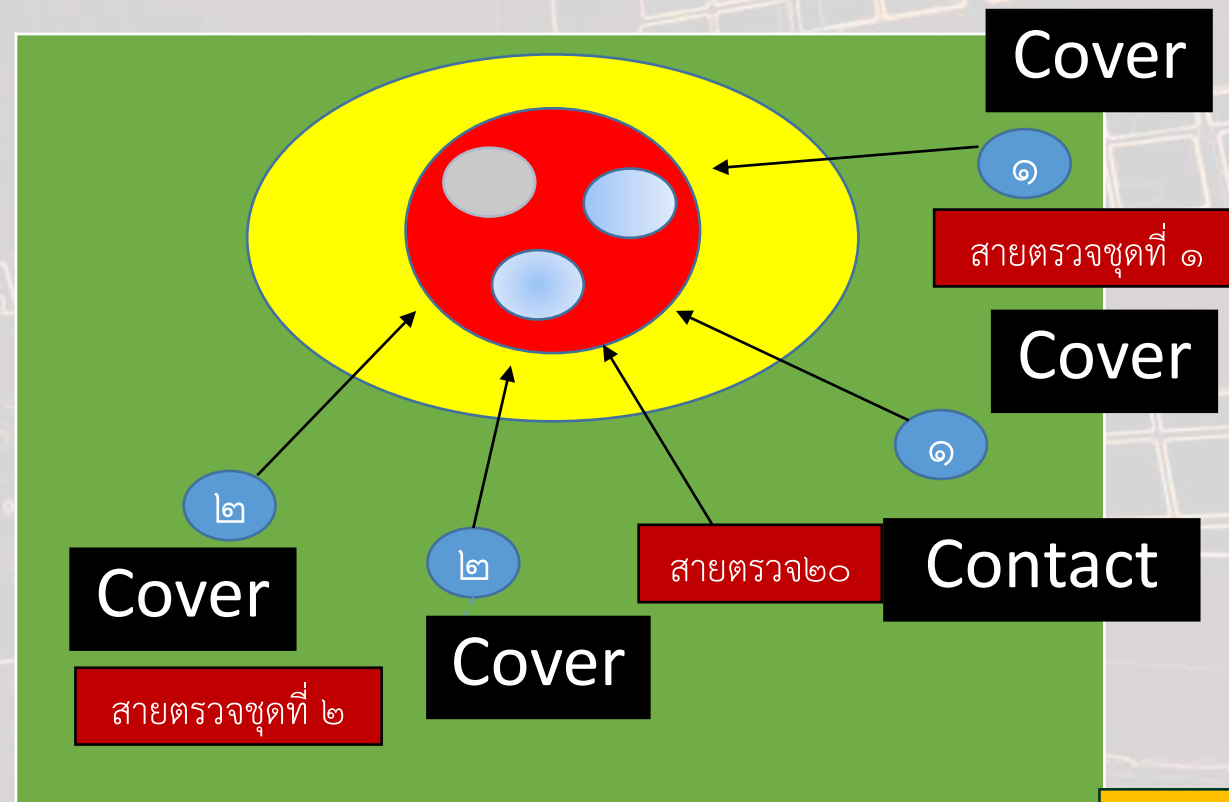 Cover
๑
สายตรวจชุดที่ ๑
Cover
๑
๒
Cover
สายตรวจชุดที่ ๒
๒
Cover
สายตรวจ๒๐
Contact